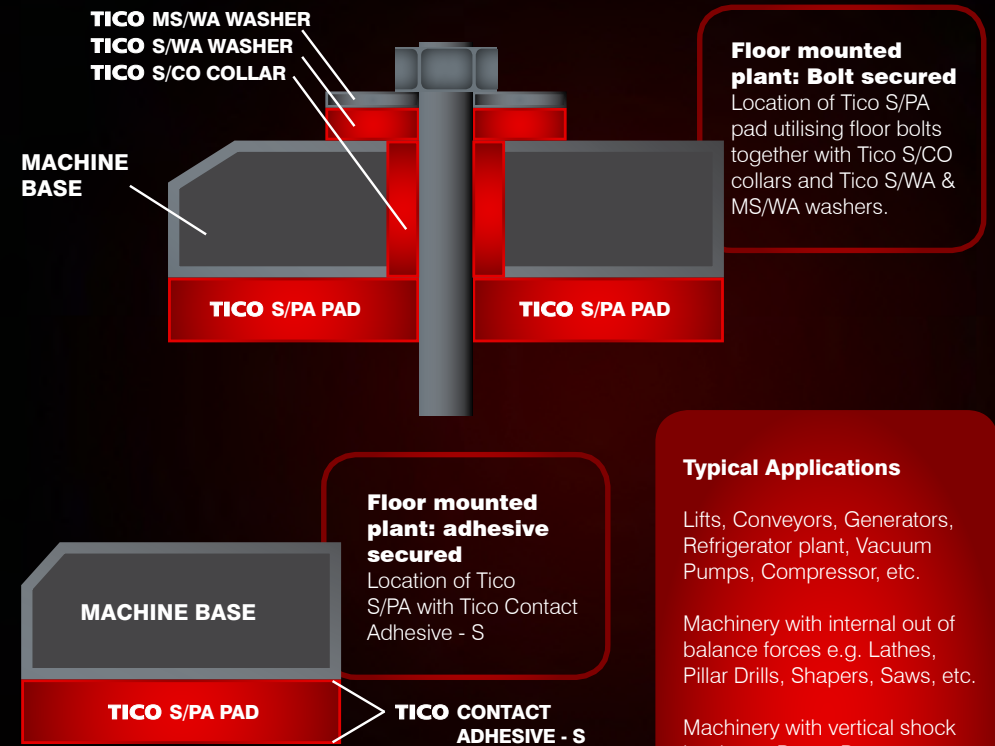 TICO MS/WA WASHER
TICO S/WA WASHER
TICO S/CO COLLAR
MACHINE
BASE
TICO S/PA PAD
TICO S/PA PAD
Floor mounted
plant: Bolt secured
Location of Tico S/PA
pad utilising floor bolts
together with Tico S/CO
collars and Tico S/WA &
MS/WA washers.
Floor mounted
plant: adhesive
secured
Location of Tico
S/PA with Tico Contact
Adhesive - S
MACHINE BASE
TICO S/PA PAD
TICO CONTACT
ADHESIVE - S
Typical Applications
Lifts, Conveyors, Generators,
Refrigerator plant, Vacuum
Pumps, Compressor, etc.
Machinery with internal out of
balance forces e.g. Lathes,
Pillar Drills, Shapers, Saws, etc.
Machinery with vertical shock